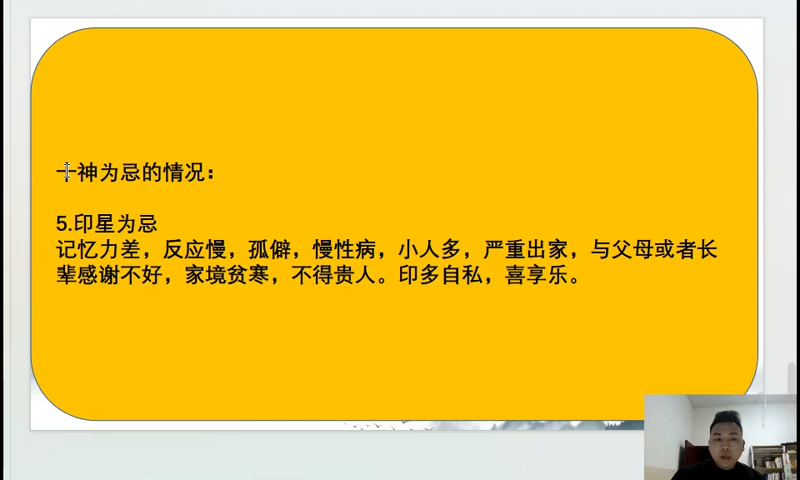 十神为忌的情况：
5.印星为忌
记忆力差，反应慢，孤僻，慢性病，小人多，严重出家，与父母或者长
辈感谢不好，家境贫寒，不得贵人。印多自私，喜享乐。